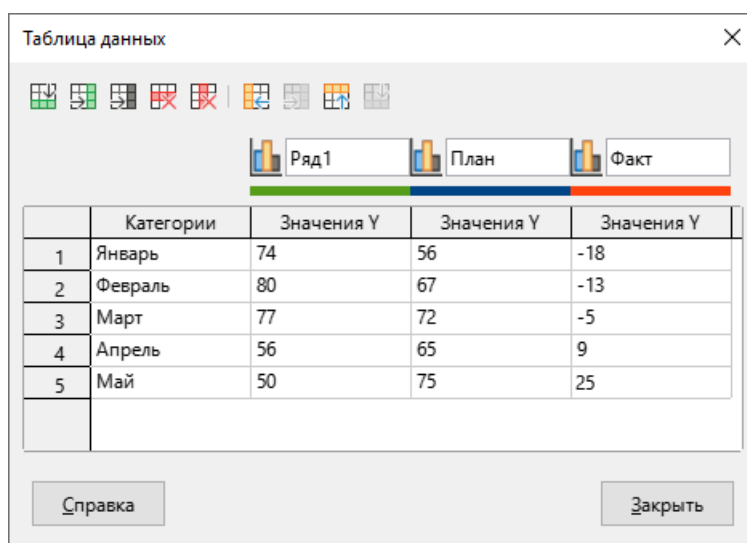 Таблица данных
Ряд1 План Факт
Категории Значения Y Значения Y Значения Y
1 Январь 74 56 -18
2 Февраль 80 67 -13
3 Март 77 72 -5
4 Апрель 56 65 9
5 Май 50 75 25
Справка Закрыть